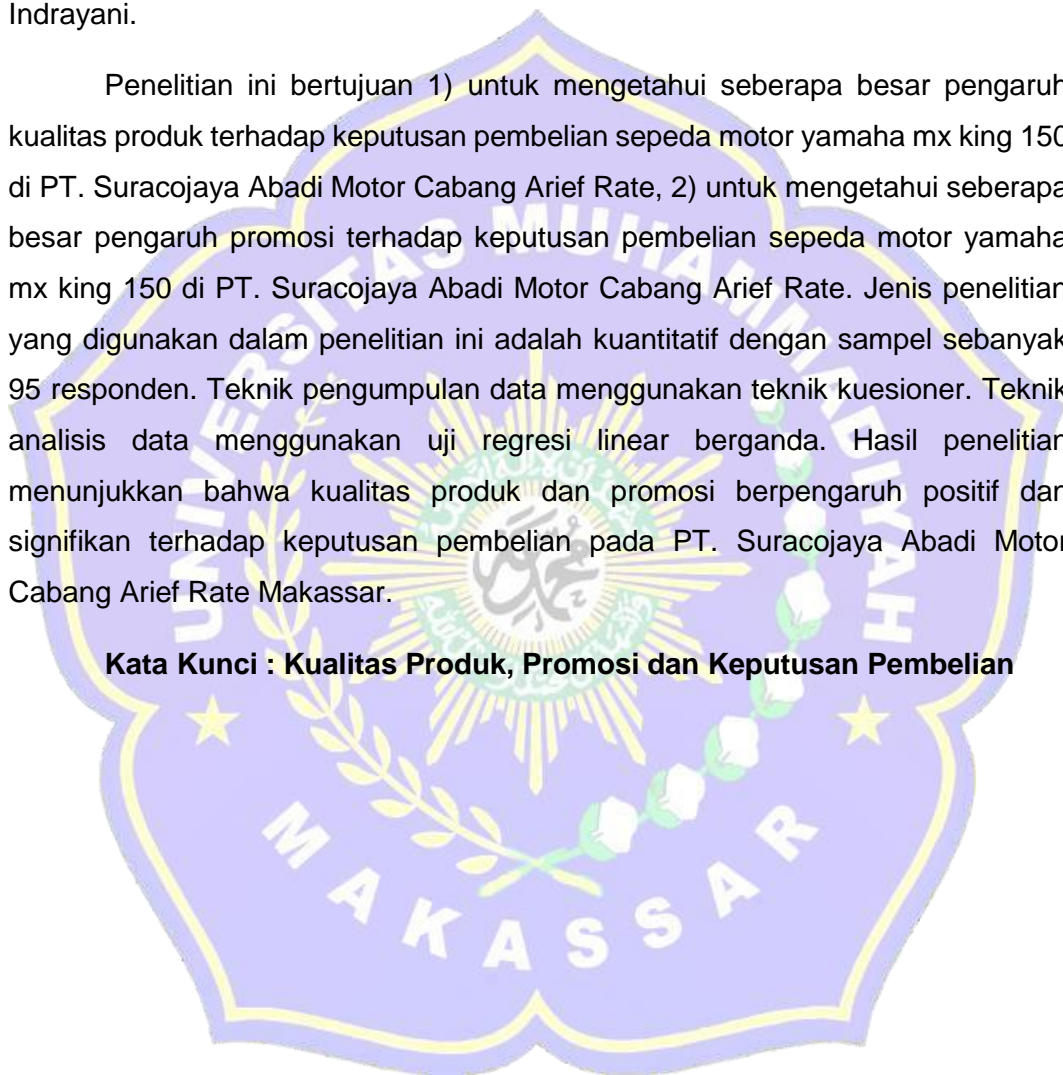 Indrayani.
Penelitian ini bertujuan 1) untuk mengetahui seberapa besar pengaruh
kualitas produk terhadap keputusan pembelian sepeda motor yamaha mx king 150
di PT. Suracojaya Abadi Motor Cabang Arief Rate, 2) untuk mengetahui seberapa
besar pengaruh promosi terhadap keputusan pembelian sepeda motor yamaha
mx king 150 di PT. Suracojaya Abadi Motor Cabang Arief Rate. Jenis penelitian
yang digunakan dalam penelitian ini adalah kuantitatif dengan sampel sebanyak
95 responden. Teknik pengumpulan data menggunakan teknik kuesioner. Teknik
analisis data menggunakan uji regresi linear berganda. Hasil penelitian
menunjukkan bahwa kualitas produk dan promosi berpengaruh positif dan
signifikan terhadap keputusan pembelian pada PT. Suracojaya Abadi Motor
Cabang Arief Rate Makassar.
Kata Kunci : Kualitas Produk, Promosi dan Keputusan Pembelian
UNIVERSITAS MUHAMMADIYAH
MAKASSAR